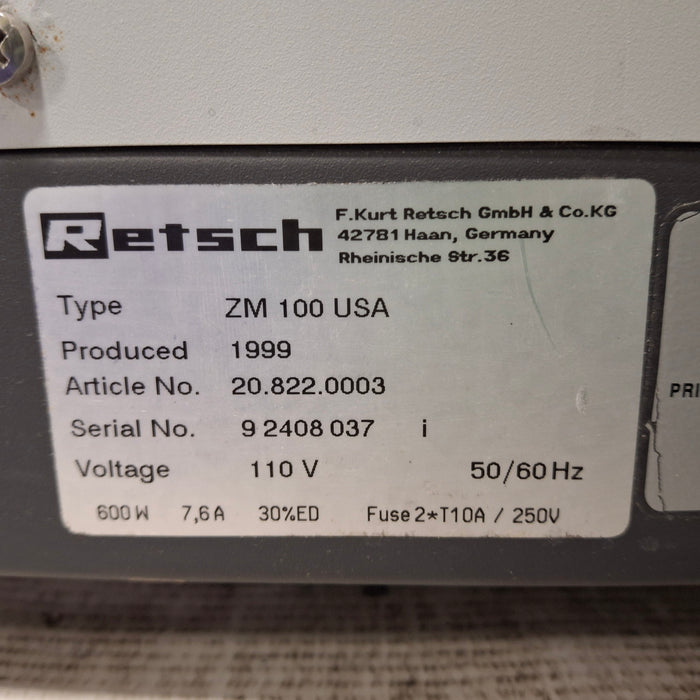 Retsch
F.Kurt Retsch GmbH & Co.KG
42781 Haan, Germany
Rheinische Str.36
Type ZM 100 USA
Produced 1999
Article No. 20.822.0003
Serial No. 9 2408 037 i
Voltage 110 V 50/60 Hz
600W 7,6A 30%ED Fuse 2*T10A / 250V
PRI